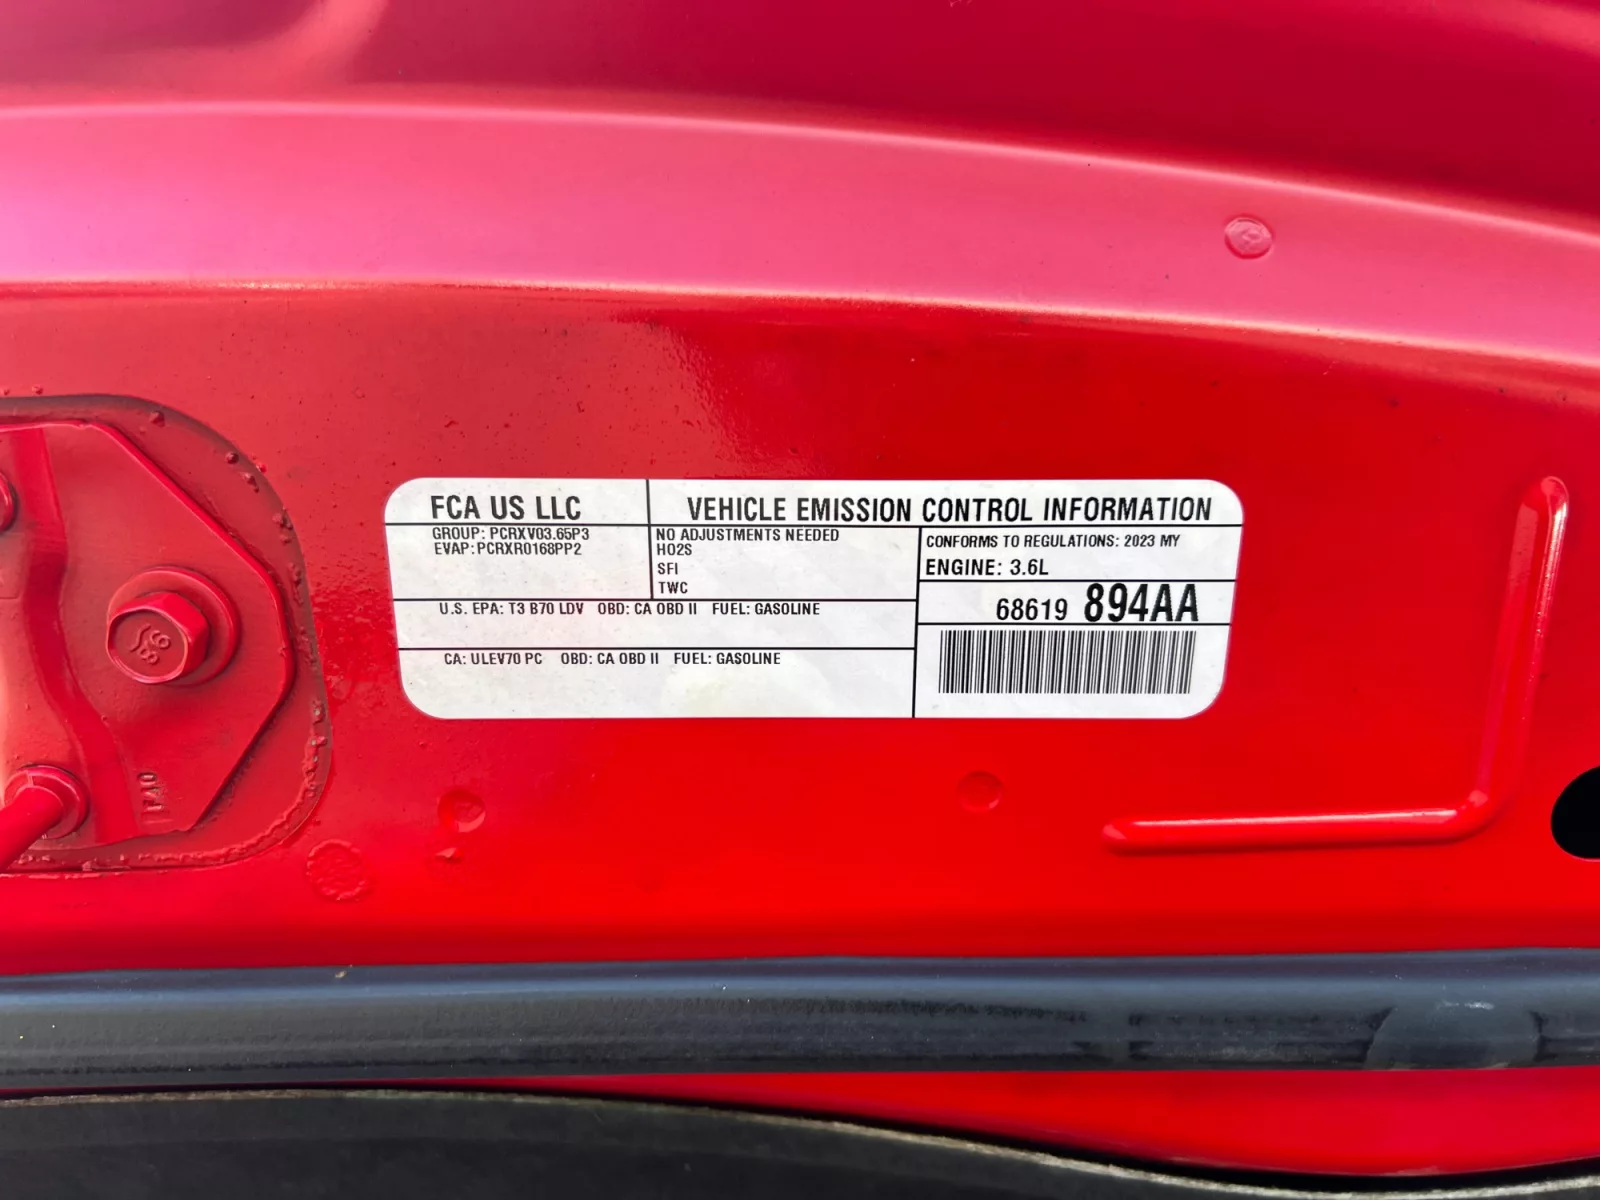 FCA US LLC
VEHICLE EMISSION CONTROL INFORMATION
GROUP: PCRXV03.65P3
EVAP: PCRXR0168PP2
NO ADJUSTMENTS NEEDED
HO2S
SFI
TWC
CONFORMS TO REGULATIONS: 2023 MY
ENGINE: 3.6L
68619 894AA
U.S. EPA: T3 B70 LDV OBD: CA OBD II FUEL: GASOLINE
CA: ULEV70 PC OBD: CA OBD II FUEL: GASOLINE